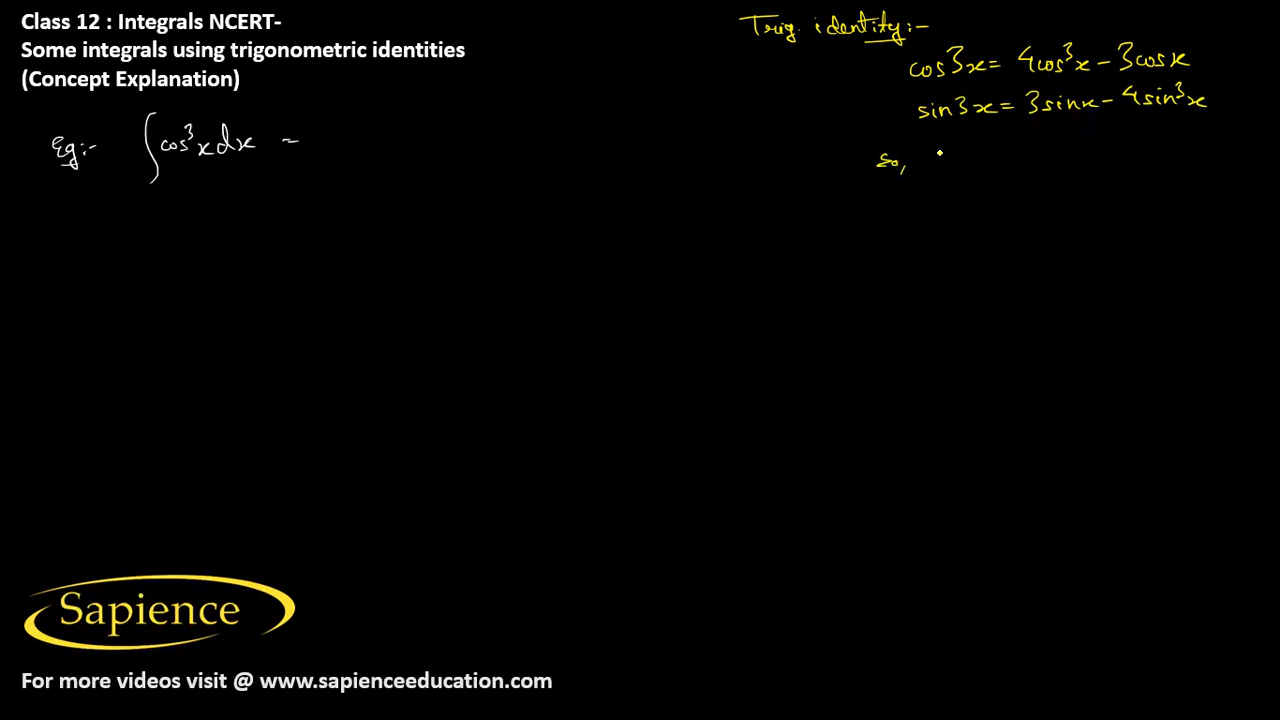 Class 12 : Integrals NCERT-
Some integrals using trigonometric identities
(Concept Explanation)
Trig. identity:-
cos3x = 4cos³x - 3cosx
sin3x = 3sinx - 4sin³x
Eg:- ∫cos³x dx =
So,
Sapience
For more videos visit @ www.sapienceeducation.com